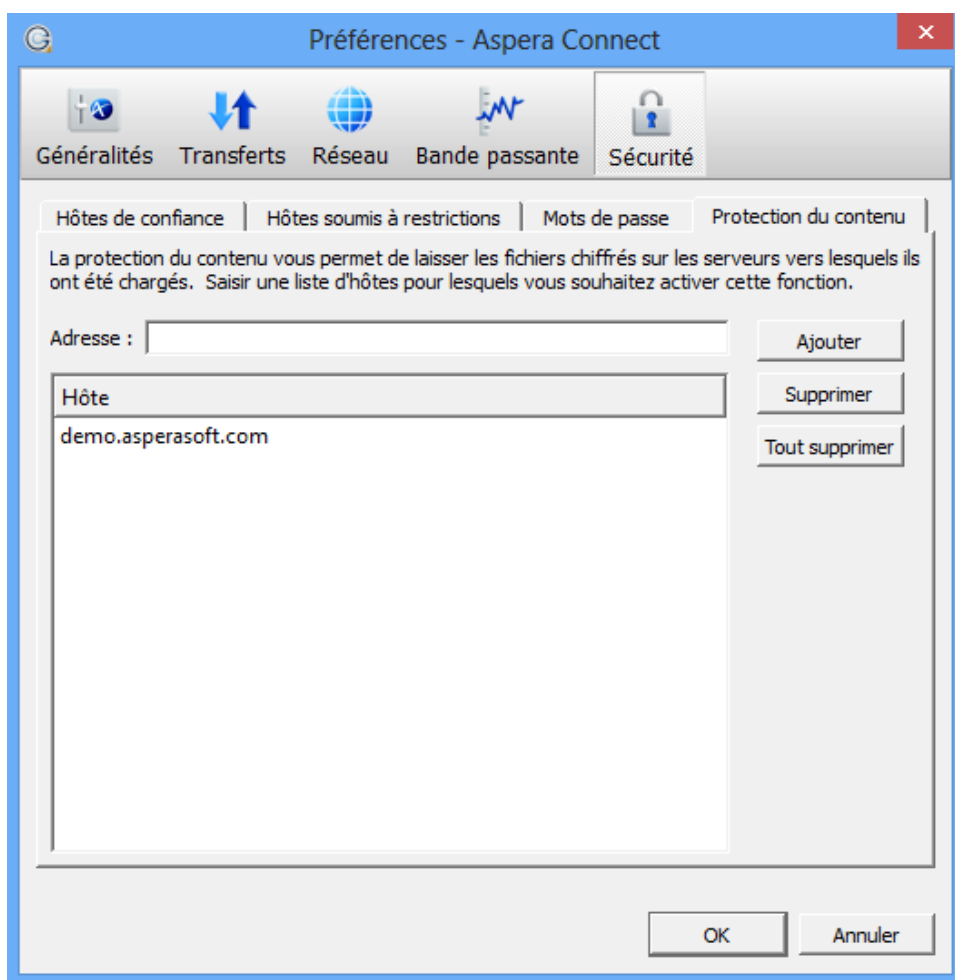 Préférences - Aspera Connect
Généralités Transferts Réseau Bande passante Sécurité
Hôtes de confiance Hôtes soumis à restrictions Mots de passe Protection du contenu
La protection du contenu vous permet de laisser les fichiers chiffrés sur les serveurs vers lesquels ils
ont été chargés. Saisir une liste d'hôtes pour lesquels vous souhaitez activer cette fonction.
Adresse : Ajouter
Hôte Supprimer
demo.asperasoft.com Tout supprimer
OK Annuler